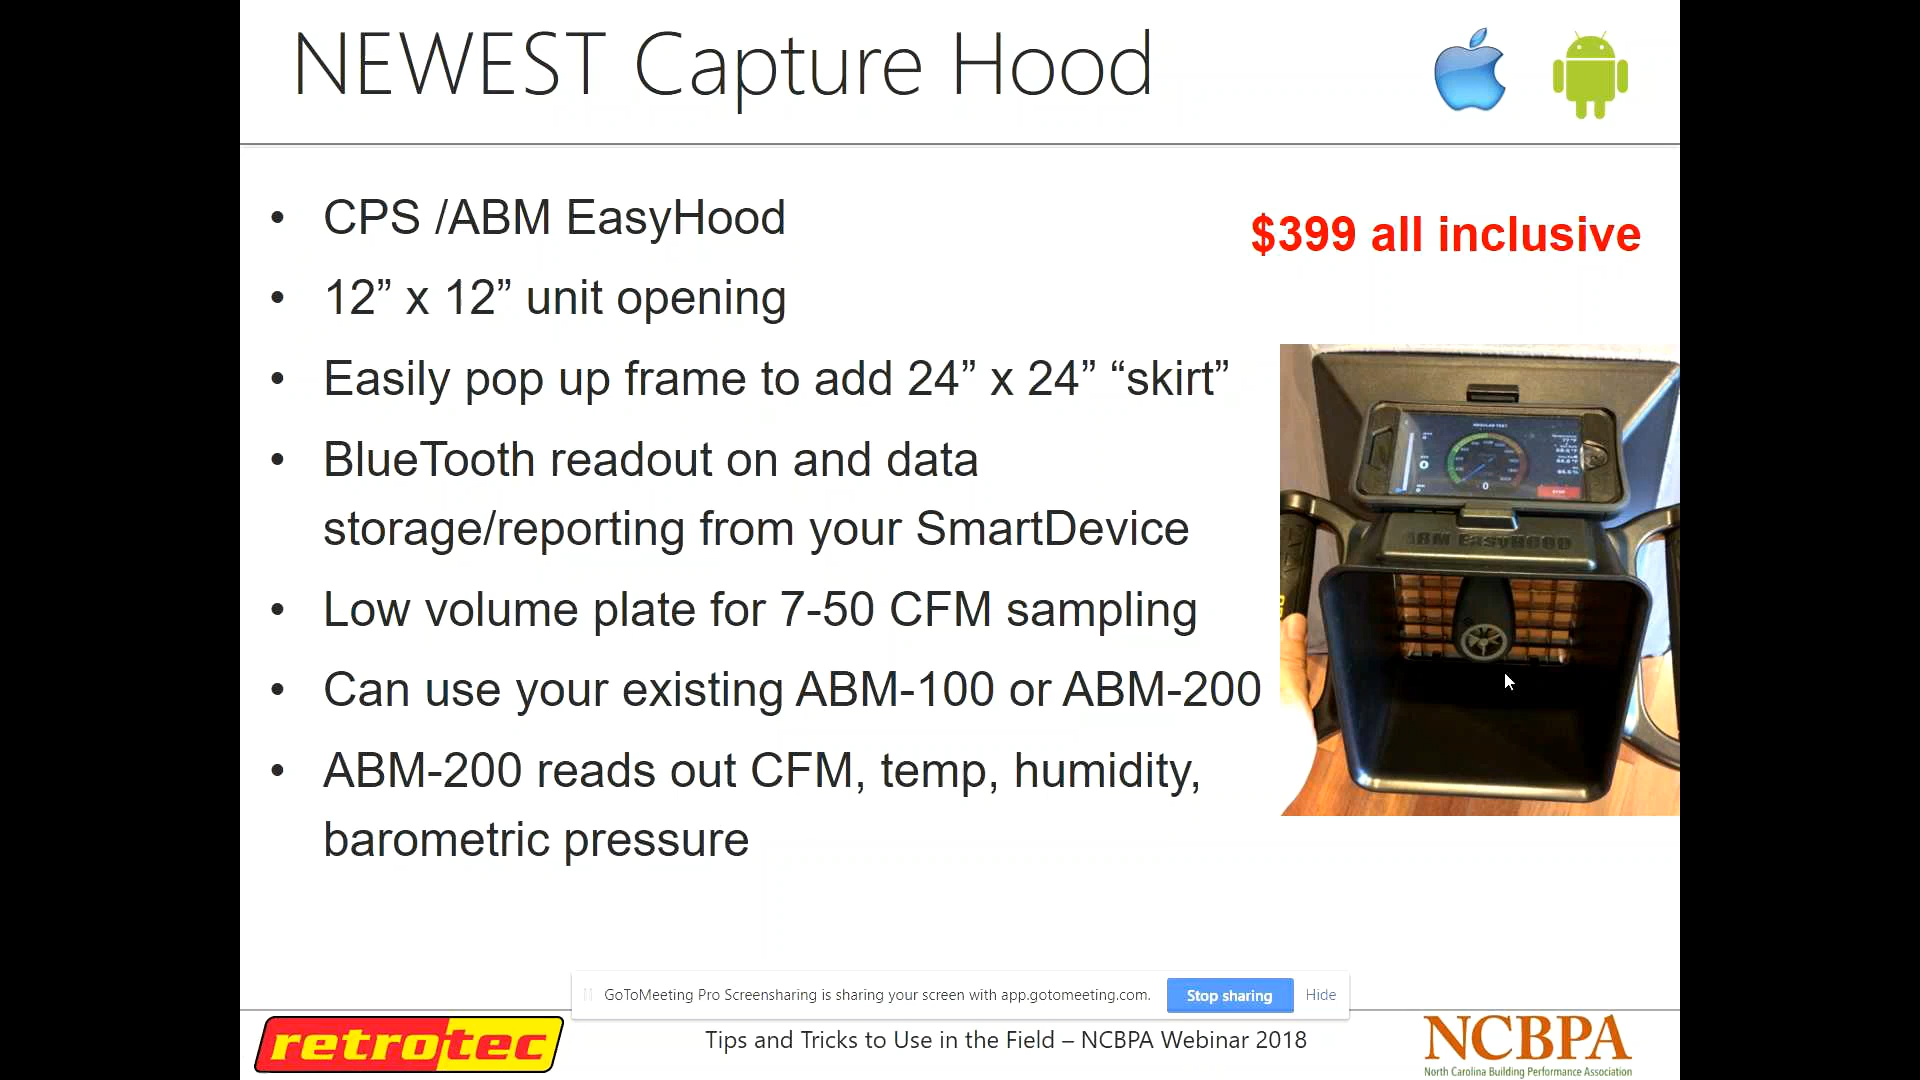 NEWEST Capture Hood
• CPS /ABM EasyHood
$399 all inclusive
• 12” x 12” unit opening
• Easily pop up frame to add 24” x 24” “skirt”
• BlueTooth readout on and data
storage/reporting from your SmartDevice
• Low volume plate for 7-50 CFM sampling
• Can use your existing ABM-100 or ABM-200
• ABM-200 reads out CFM, temp, humidity,
barometric pressure
ABM EasyHOOD
GoToMeeting Pro Screensharing is sharing your screen with app.gotomeeting.com.
Stop sharing
Hide
retrotec
Tips and Tricks to Use in the Field – NCBPA Webinar 2018
NCBPA
North Carolina Building Performance Association